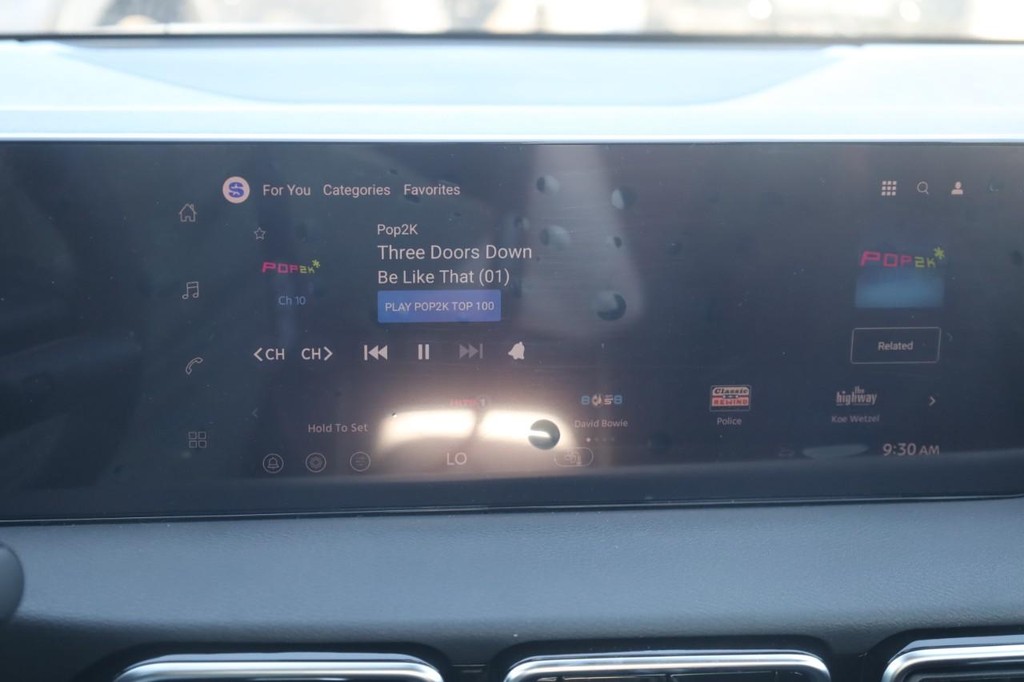 For You Categories Favorites
Pop2K
Three Doors Down
Be Like That (01)
PLAY POP2K TOP 100
POP2K*
Ch 10
POP2K*
Related
<CH CH>
Hold To Set
David Bowie
Classic
REWIND
Police
the
highway
Koe Wetzel
LO
9:30 AM